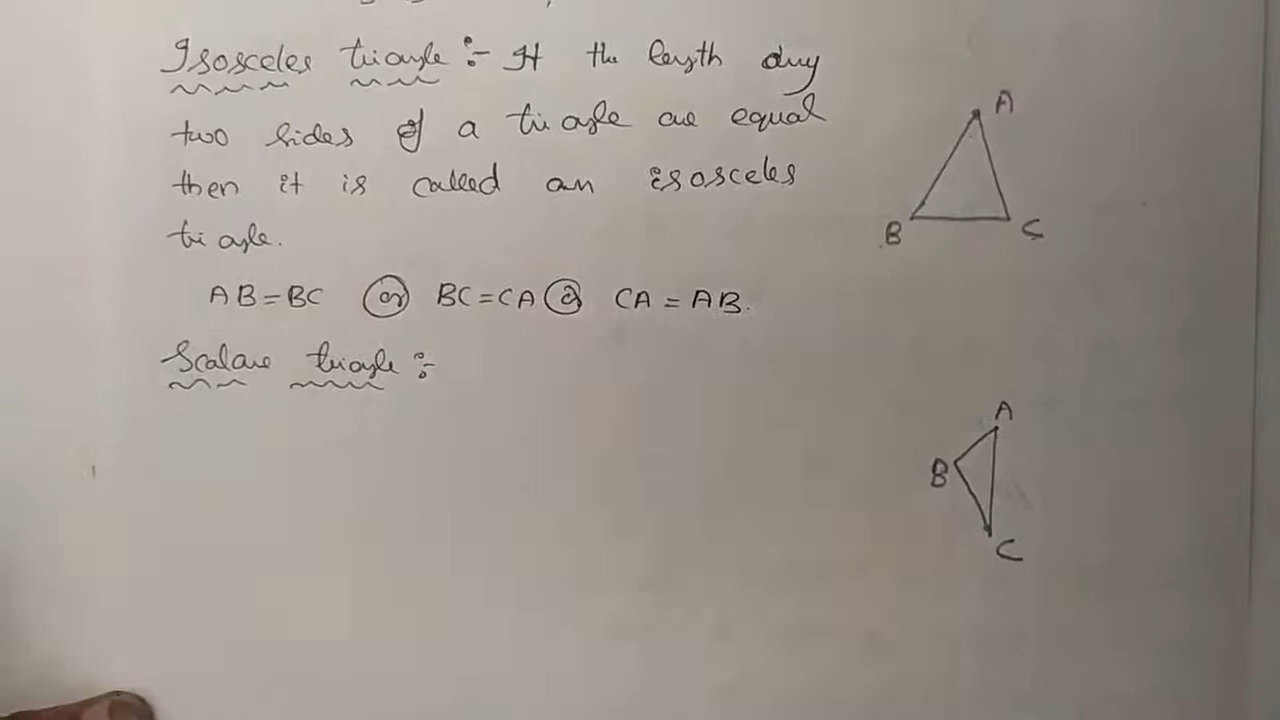 Isosceles triangle :- If the length any
two sides of a triangle are equal
then it is called an isosceles
triangle.
AB=BC or BC=CA or CA = AB.
Scalane triangle :-
A
B
C
A
B
C